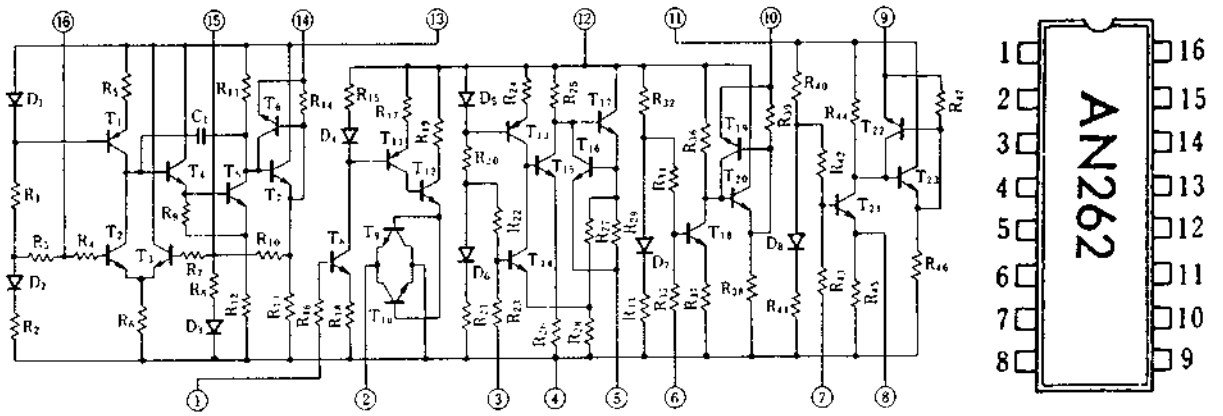 ⑯ ⑮ ⑭ ⑬ ⑫ ⑪ ⑩ ⑨
D1 R5 T1 C1 R11 T6 R14
R15 D4 R17 T11 R19 T12
D5 R24 T13 R20 R25 T17 T16 T15
R32 R31 R36 T19 R39 T20
R40 R42 R44 T22 R42 T23
R1 R3 R4 T2 T3 T4 T5 T7 R9 R7 R10
D2 R2 R6 R8 D3 R12 R13 R16
T8 R18 T9 T10
D6 R22 T14 R21 R23 R26 R27 R28 R29
D7 R33 T18 R38
D8 R41 R43 T21 R45 R46
① ② ③ ④ ⑤ ⑥ ⑦ ⑧
AN262
1 16
2 15
3 14
4 13
5 12
6 11
7 10
8 9